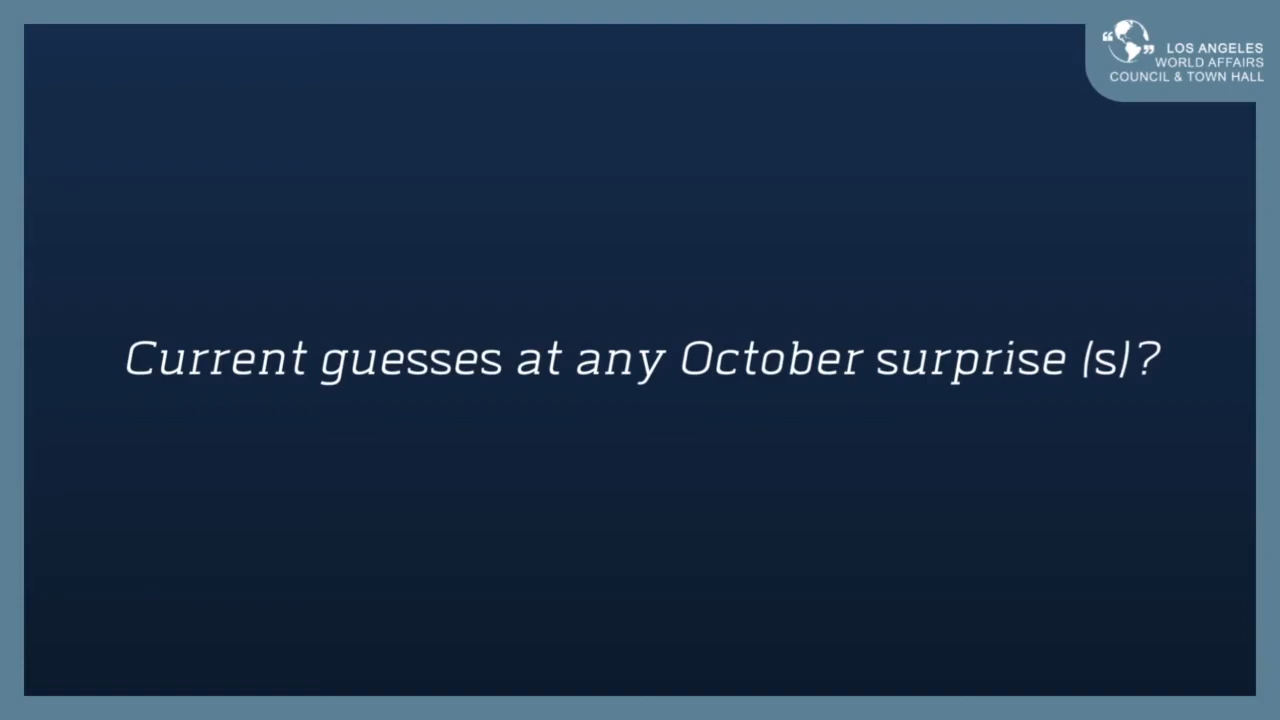 “ ”
LOS ANGELES
WORLD AFFAIRS
COUNCIL & TOWN HALL
Current guesses at any October surprise (s)?